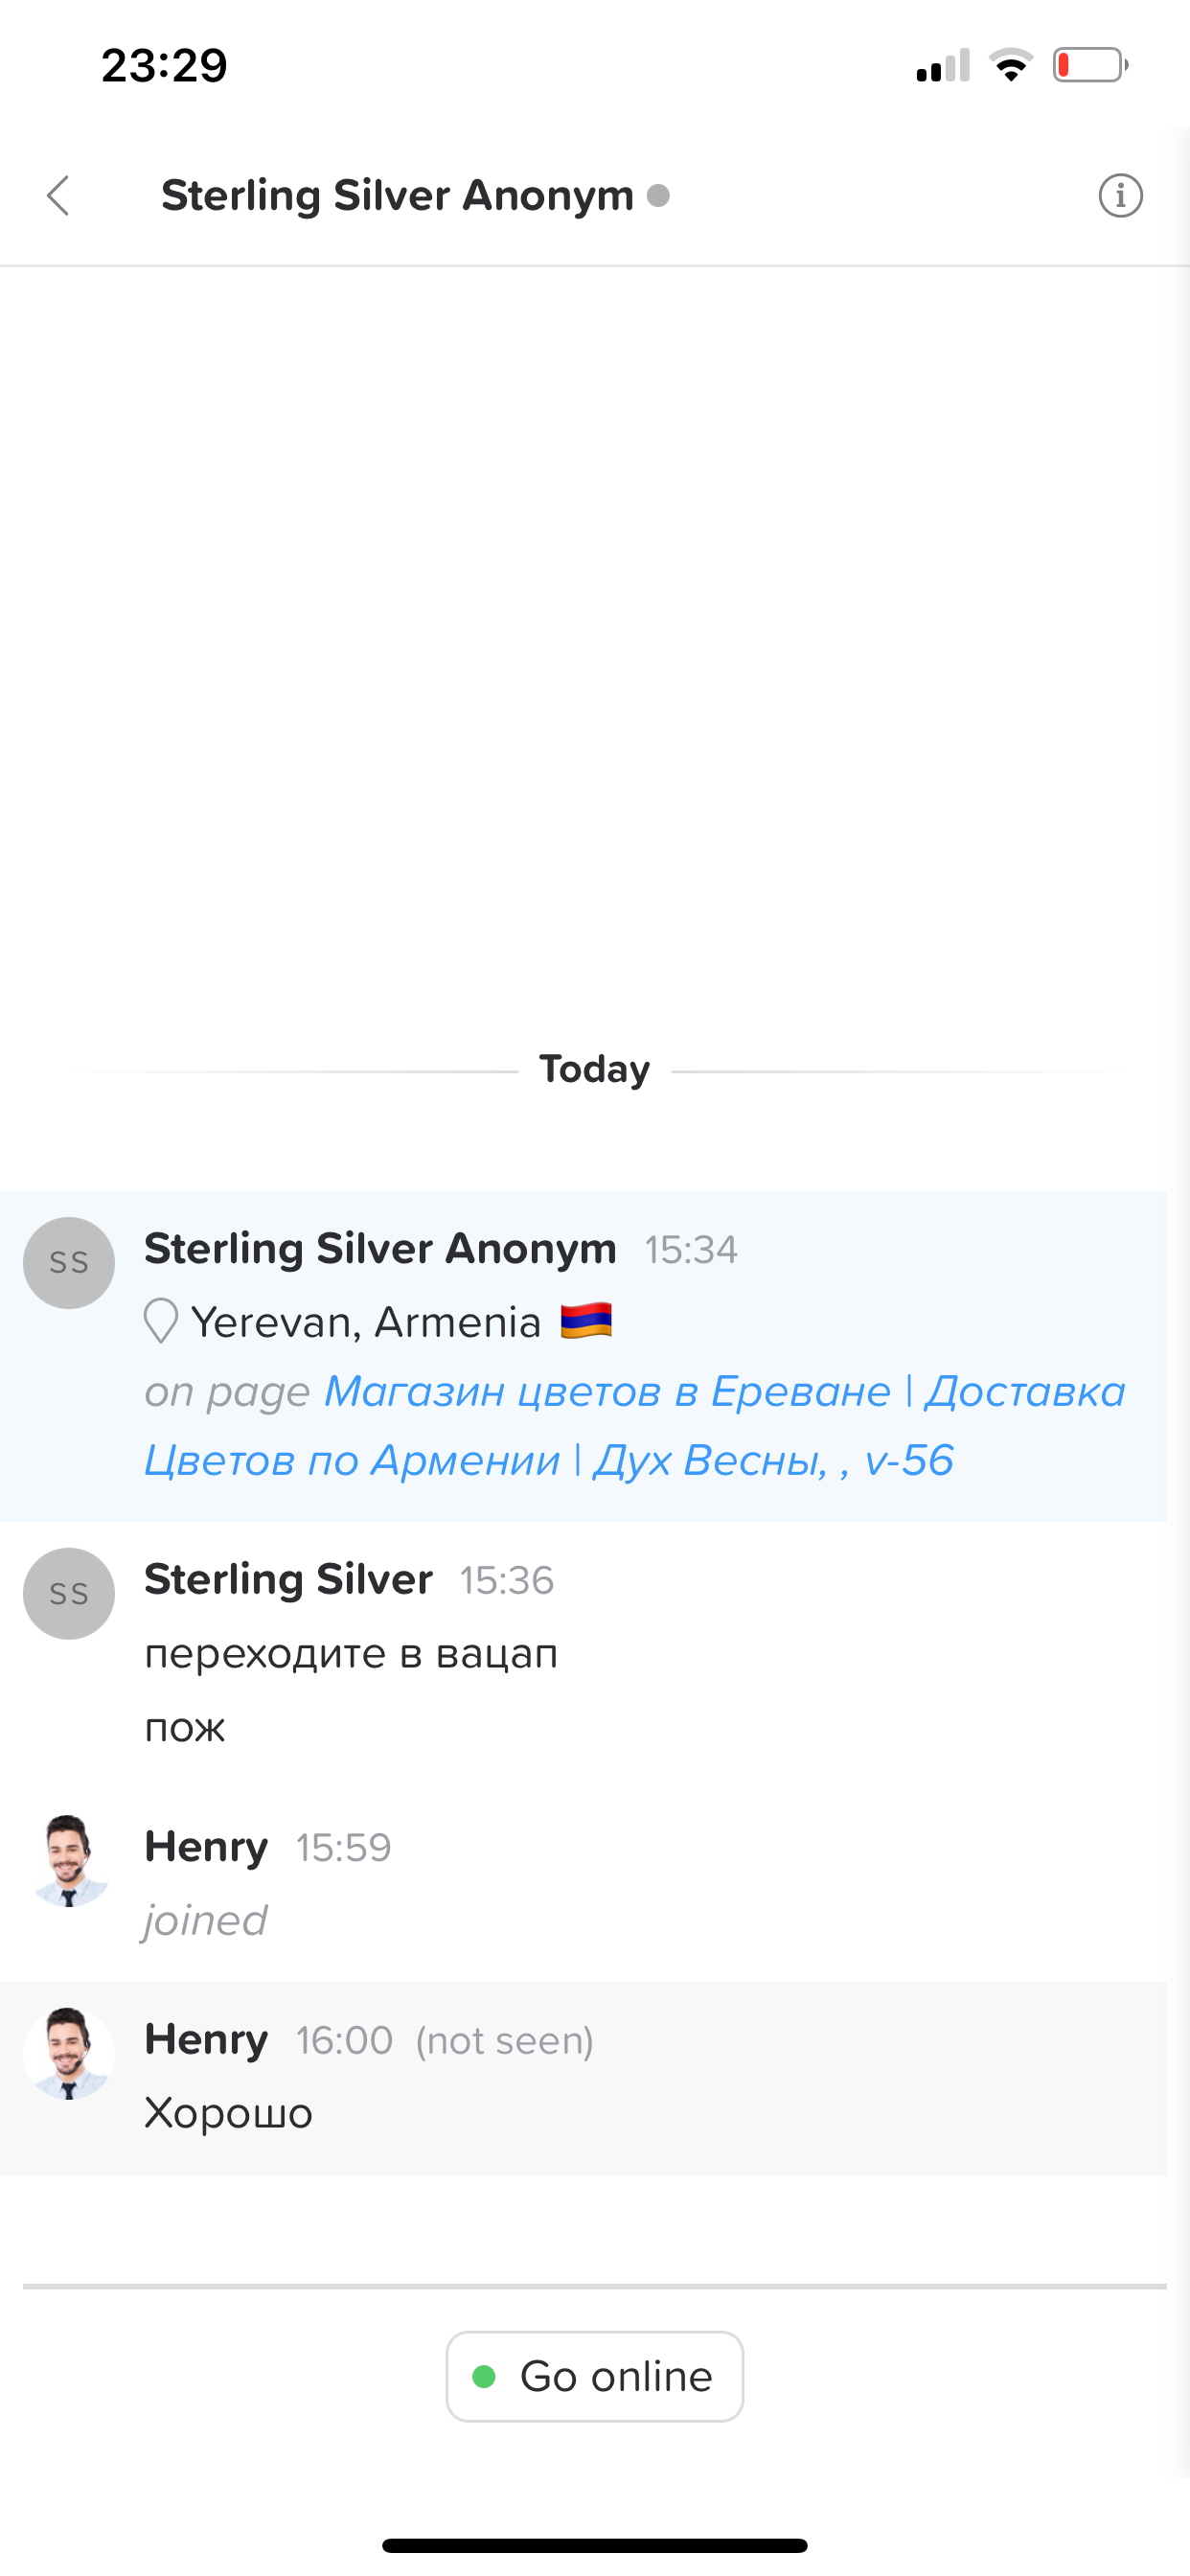 23:29
Sterling Silver Anonym
Today
SS
Sterling Silver Anonym 15:34
Yerevan, Armenia 🇦🇲
on page Магазин цветов в Ереване | Доставка
Цветов по Армении | Дух Весны, , v-56
SS
Sterling Silver 15:36
переходите в вацап
пож
Henry 15:59
joined
Henry 16:00 (not seen)
Хорошо
Go online